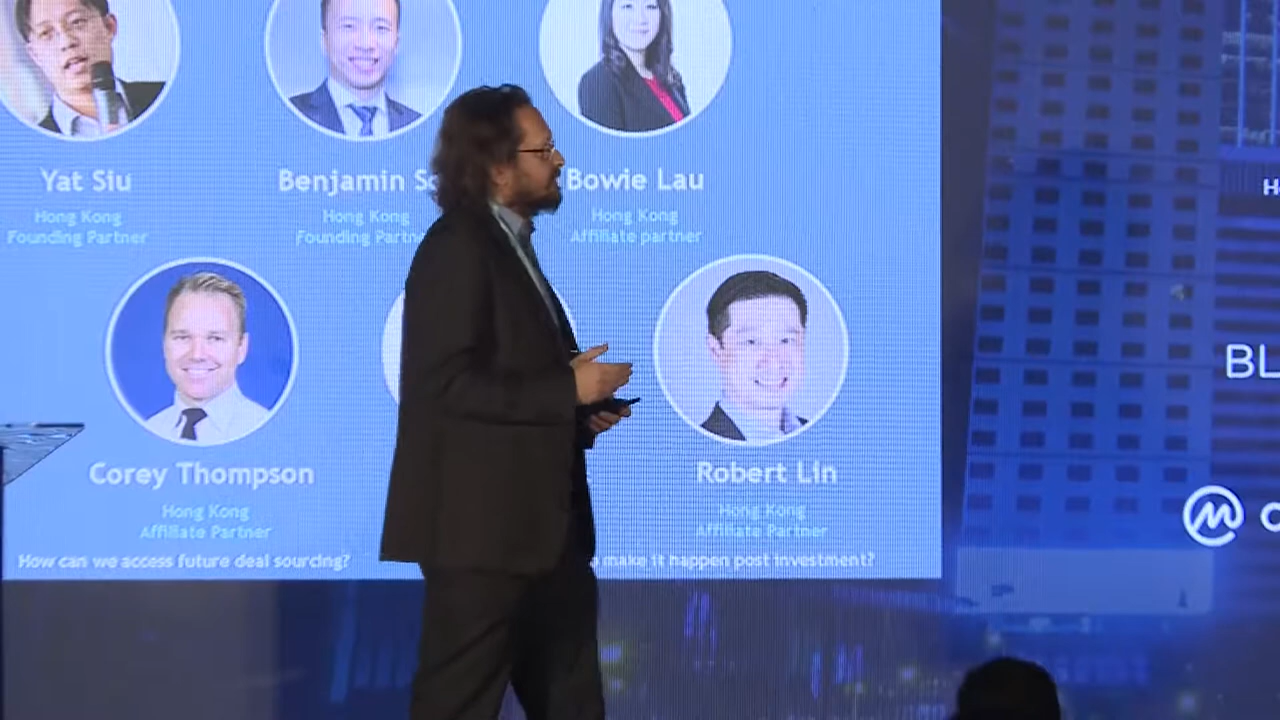 Yat Siu
Benjamin
Bowie Lau
Hong Kong
Hong Kong
Hong Kong
Founding Partner
Founding
Affiliate partner
Corey Thompson
Robert Lin
Hong Kong
Hong Kong
Affiliate Partner
Affiliate Partner
How can we access future deal sourcing?
make it happen post investment?
BL